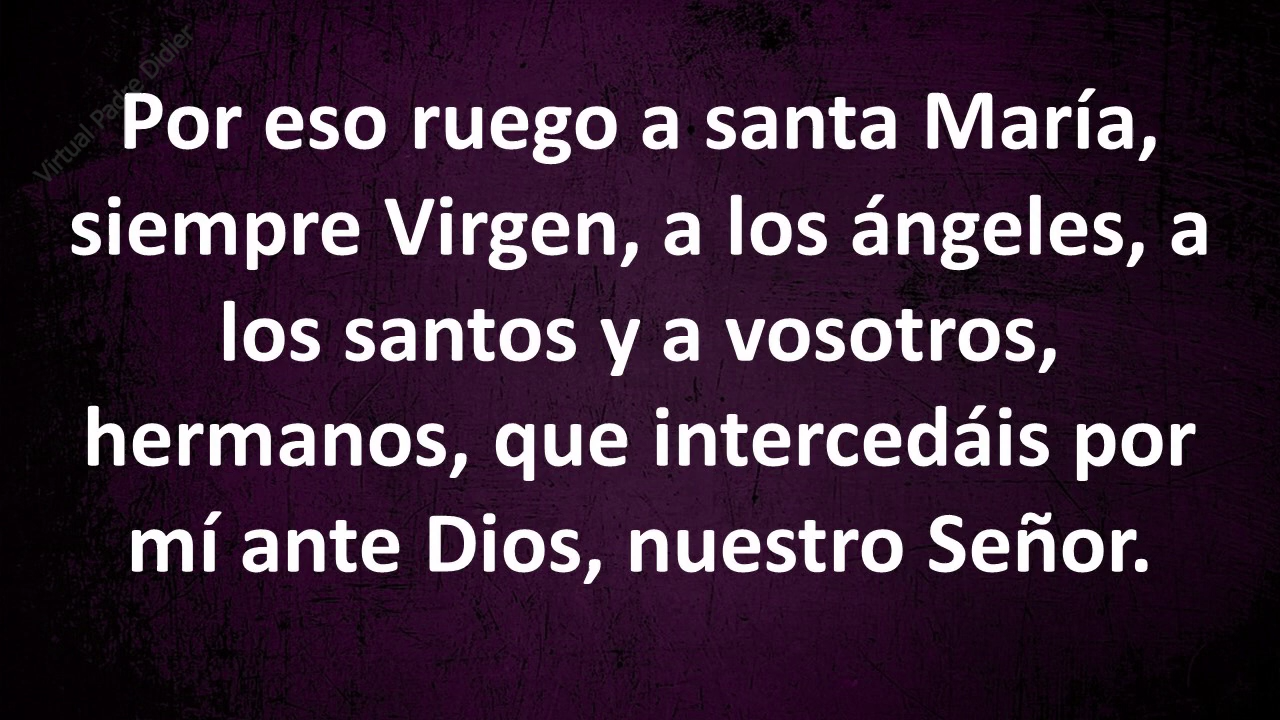 Virtual Padre Didier
Por eso ruego a santa María,
siempre Virgen, a los ángeles, a
los santos y a vosotros,
hermanos, que intercedáis por
mí ante Dios, nuestro Señor.